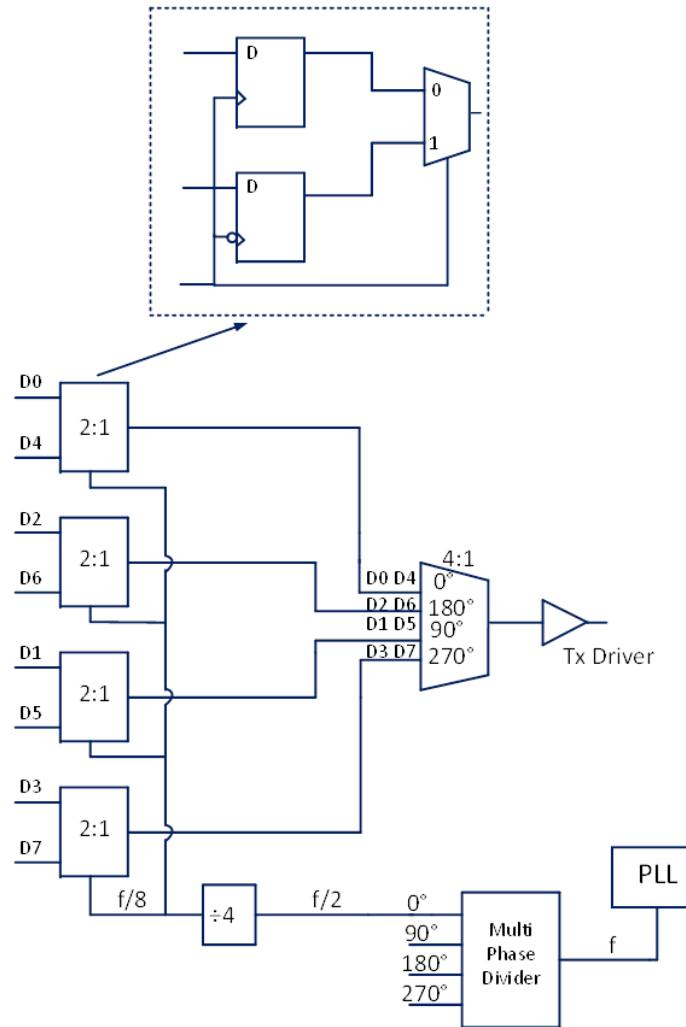 D
0
1
D
D0
2:1
D4
D2
2:1
D6
D1
2:1
D5
D3
2:1
D7
4:1
D0 D4 0°
D2 D6 180°
D1 D5 90°
D3 D7 270°
Tx Driver
PLL
f/8
÷4
f/2
0°
90°
180°
270°
Multi
Phase
Divider
f